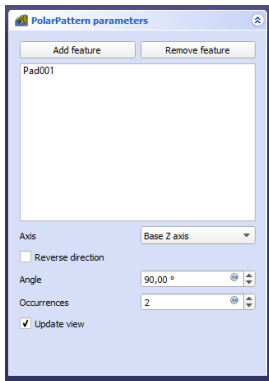 PolarPattern parameters
Add feature Remove feature
Pad001
Axis Base Z axis
Reverse direction
Angle 90,00 °
Occurrences 2
Update view